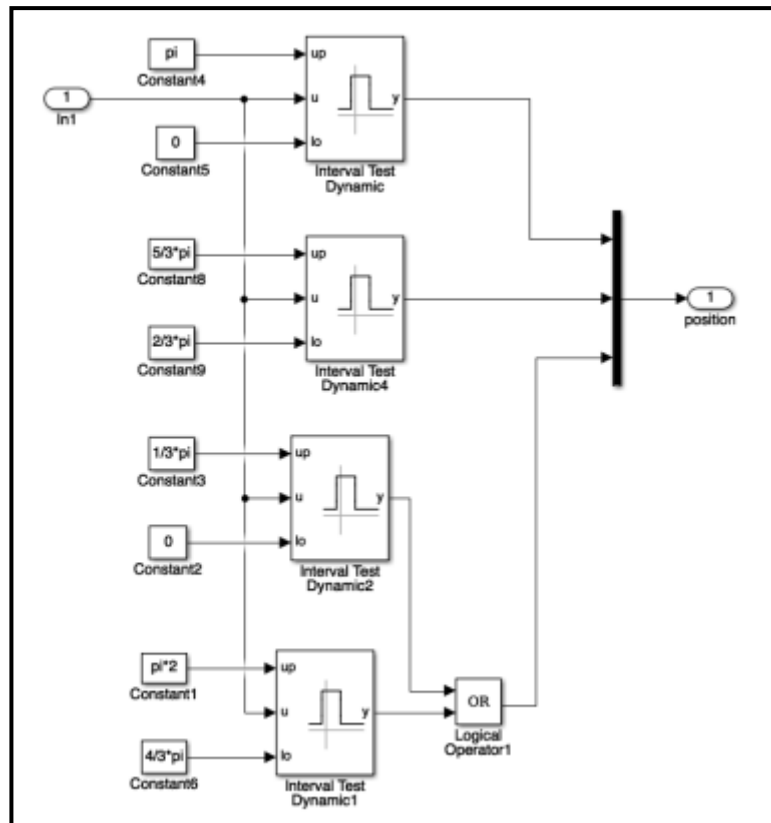 pi
Constant4
1
In1
0
Constant5
up
u
lo
y
Interval Test
Dynamic
5/3*pi
Constant8
2/3*pi
Constant9
up
u
lo
y
Interval Test
Dynamic4
1
position
1/3*pi
Constant3
0
Constant2
up
u
lo
y
Interval Test
Dynamic2
pi*2
Constant1
4/3*pi
Constant6
up
u
lo
y
Interval Test
Dynamic1
OR
Logical
Operator1